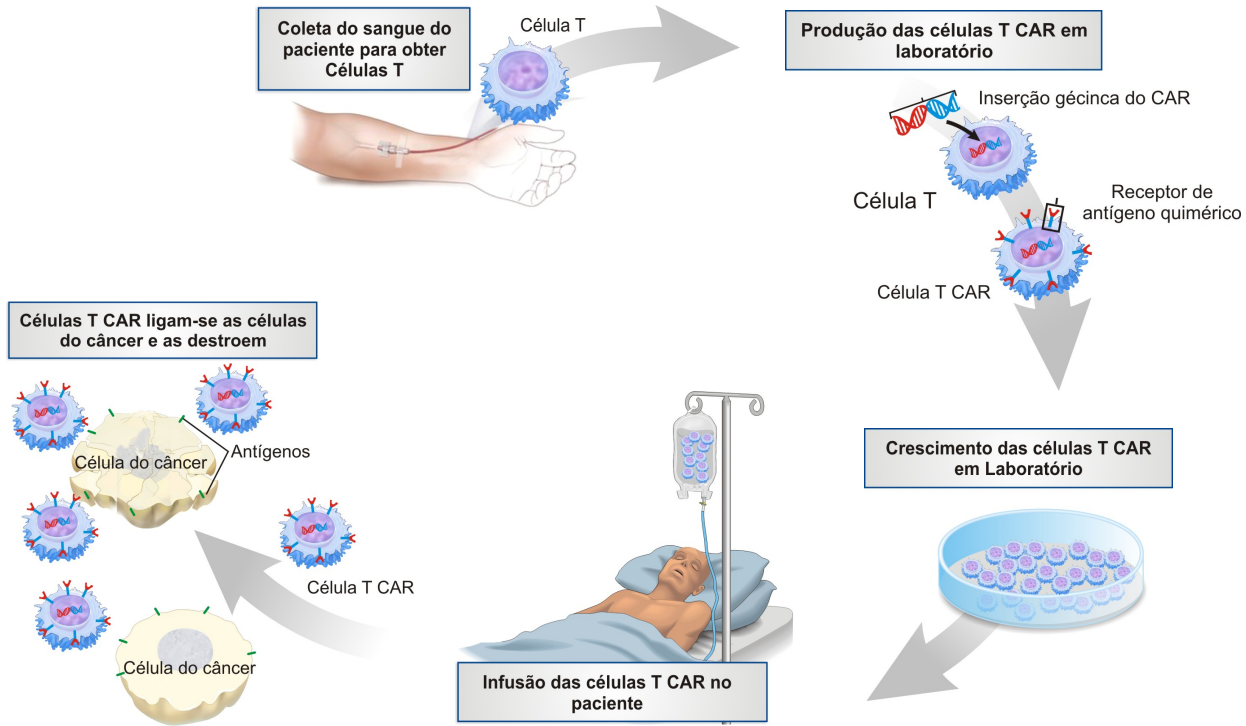 Coleta do sangue do
paciente para obter
Células T
Célula T
Produção das células T CAR em
laboratório
Inserção gécinca do CAR
Célula T
Receptor de
antígeno quimérico
Célula T CAR
Crescimento das células T CAR
em Laboratório
Infusão das células T CAR no
paciente
Células T CAR ligam-se as células
do câncer e as destroem
Antígenos
Célula do câncer
Célula T CAR
Célula do câncer